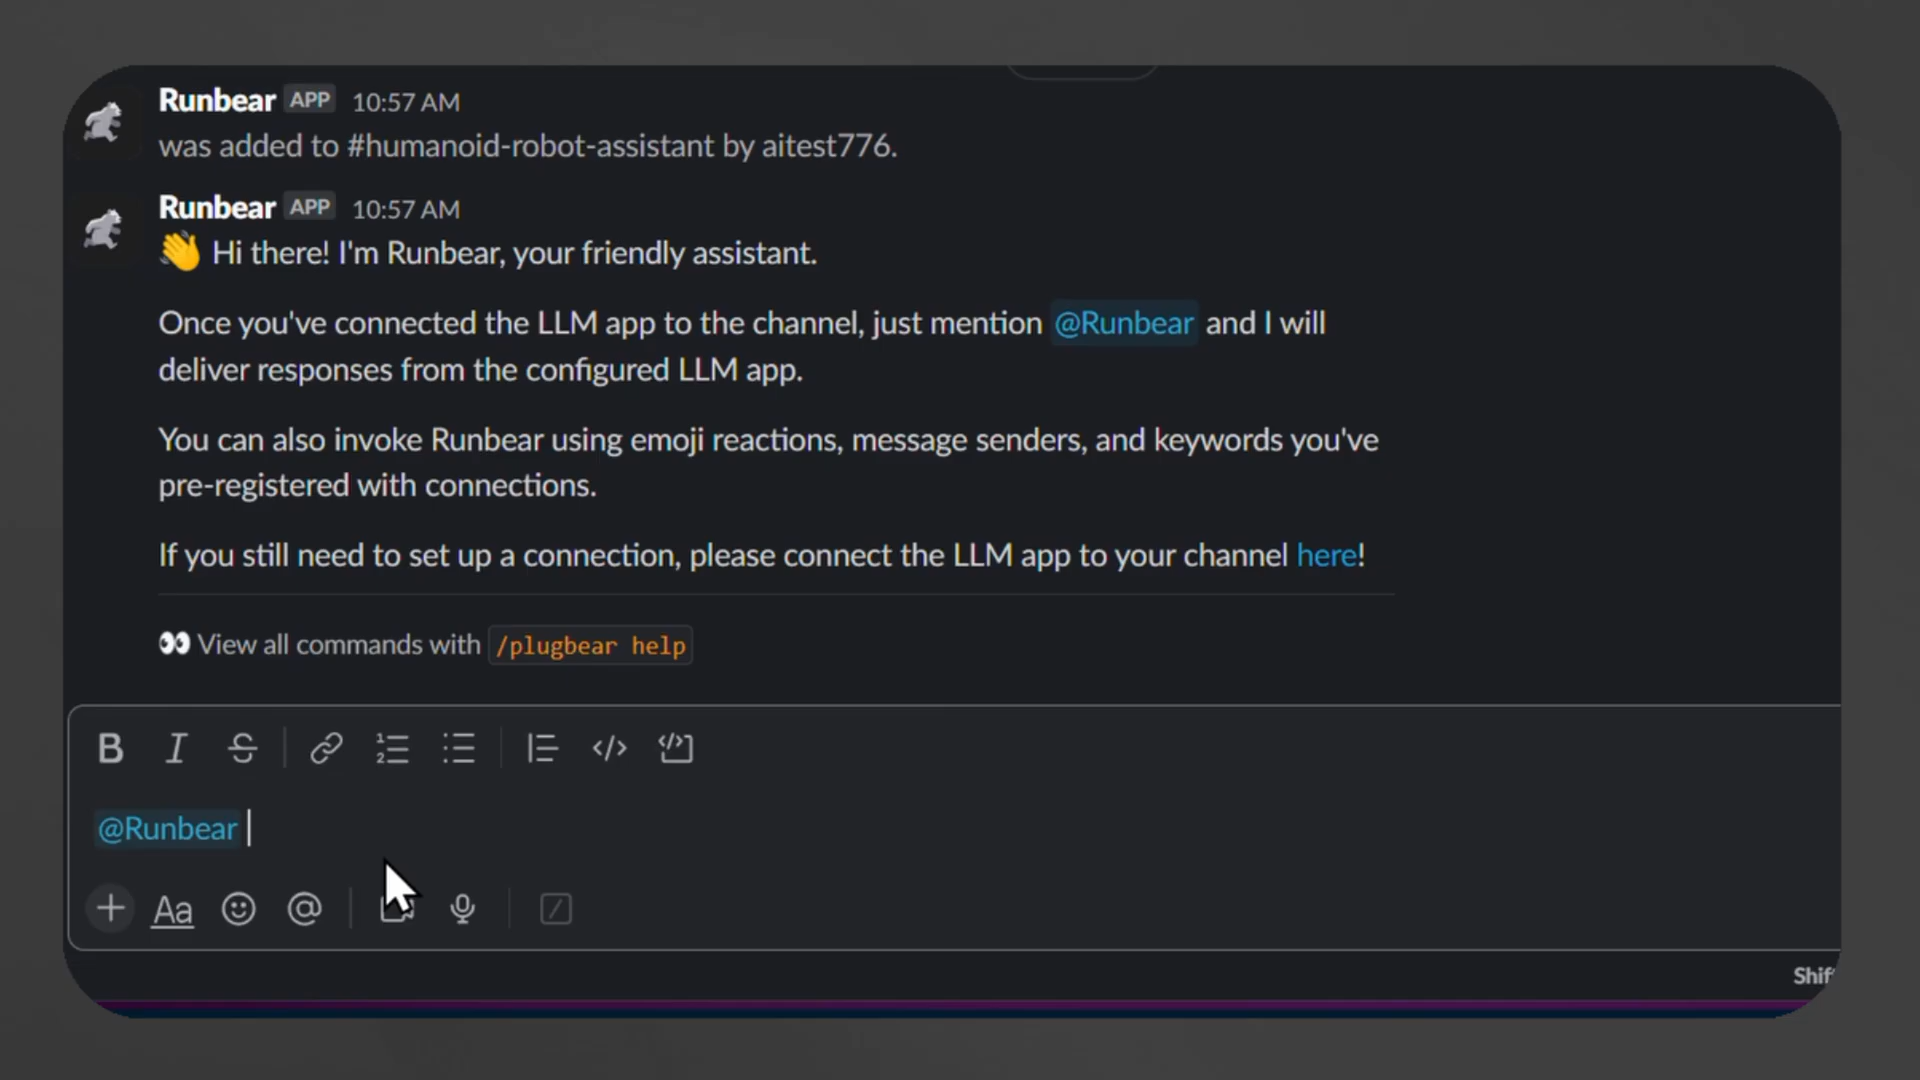 Runbear APP 10:57 AM
was added to #humanoid-robot-assistant by aitest776.
Runbear APP 10:57 AM
👋 Hi there! I'm Runbear, your friendly assistant.
Once you've connected the LLM app to the channel, just mention @Runbear and I will
deliver responses from the configured LLM app.
You can also invoke Runbear using emoji reactions, message senders, and keywords you've
pre-registered with connections.
If you still need to set up a connection, please connect the LLM app to your channel here!
👀 View all commands with /plugbear help
@Runbear
Aa
Shif